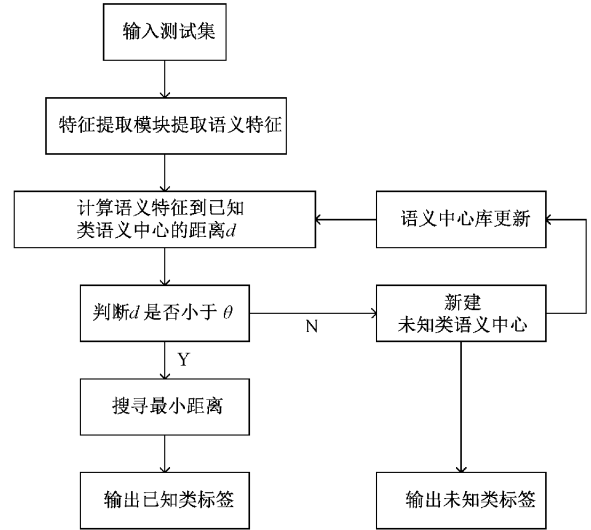 输入测试集
特征提取模块提取语义特征
计算语义特征到已知
类语义中心的距离d
语义中心库更新
判断d是否小于 θ
N
新建
未知类语义中心
Y
搜寻最小距离
输出已知类标签
输出未知类标签